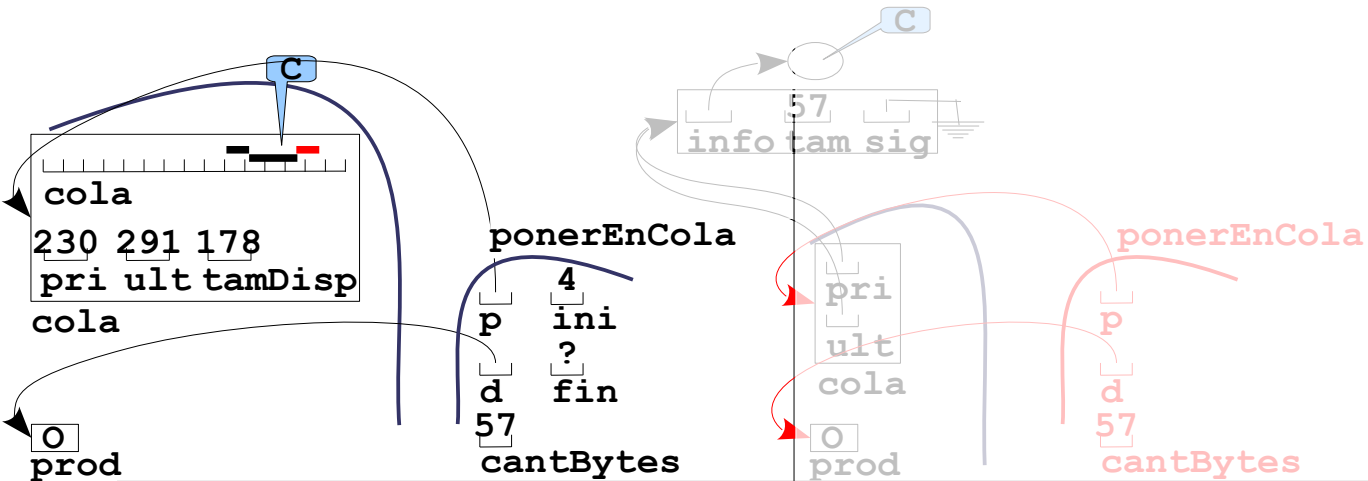 C
cola
230 291 178
pri ult tamDisp
cola
ponerEnCola
4
p ini
?
d fin
57
cantBytes
O
prod
C
57
info tam sig
pri
ult
cola
ponerEnCola
p
d
57
cantBytes
O
prod